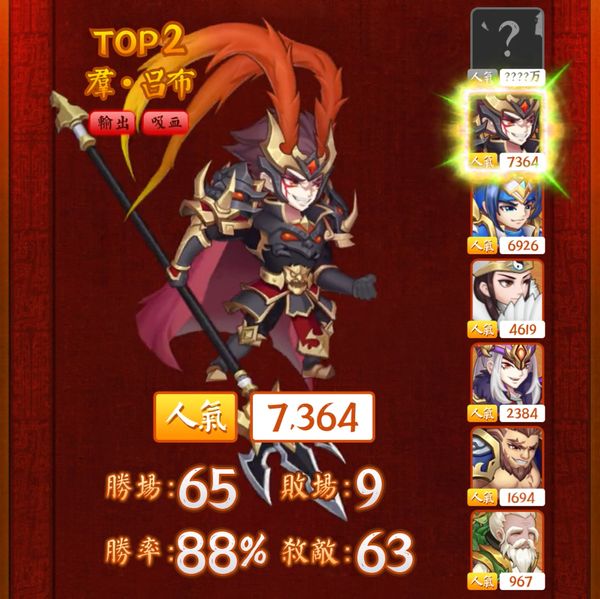 TOP2
羣·呂布
輸出 吸血
人氣 7,364
勝場:65 敗場:9
勝率:88% 殺敵:63
?
人氣 ????万
人氣 7364
人氣 6926
人氣 4619
人氣 2384
人氣 1694
人氣 967